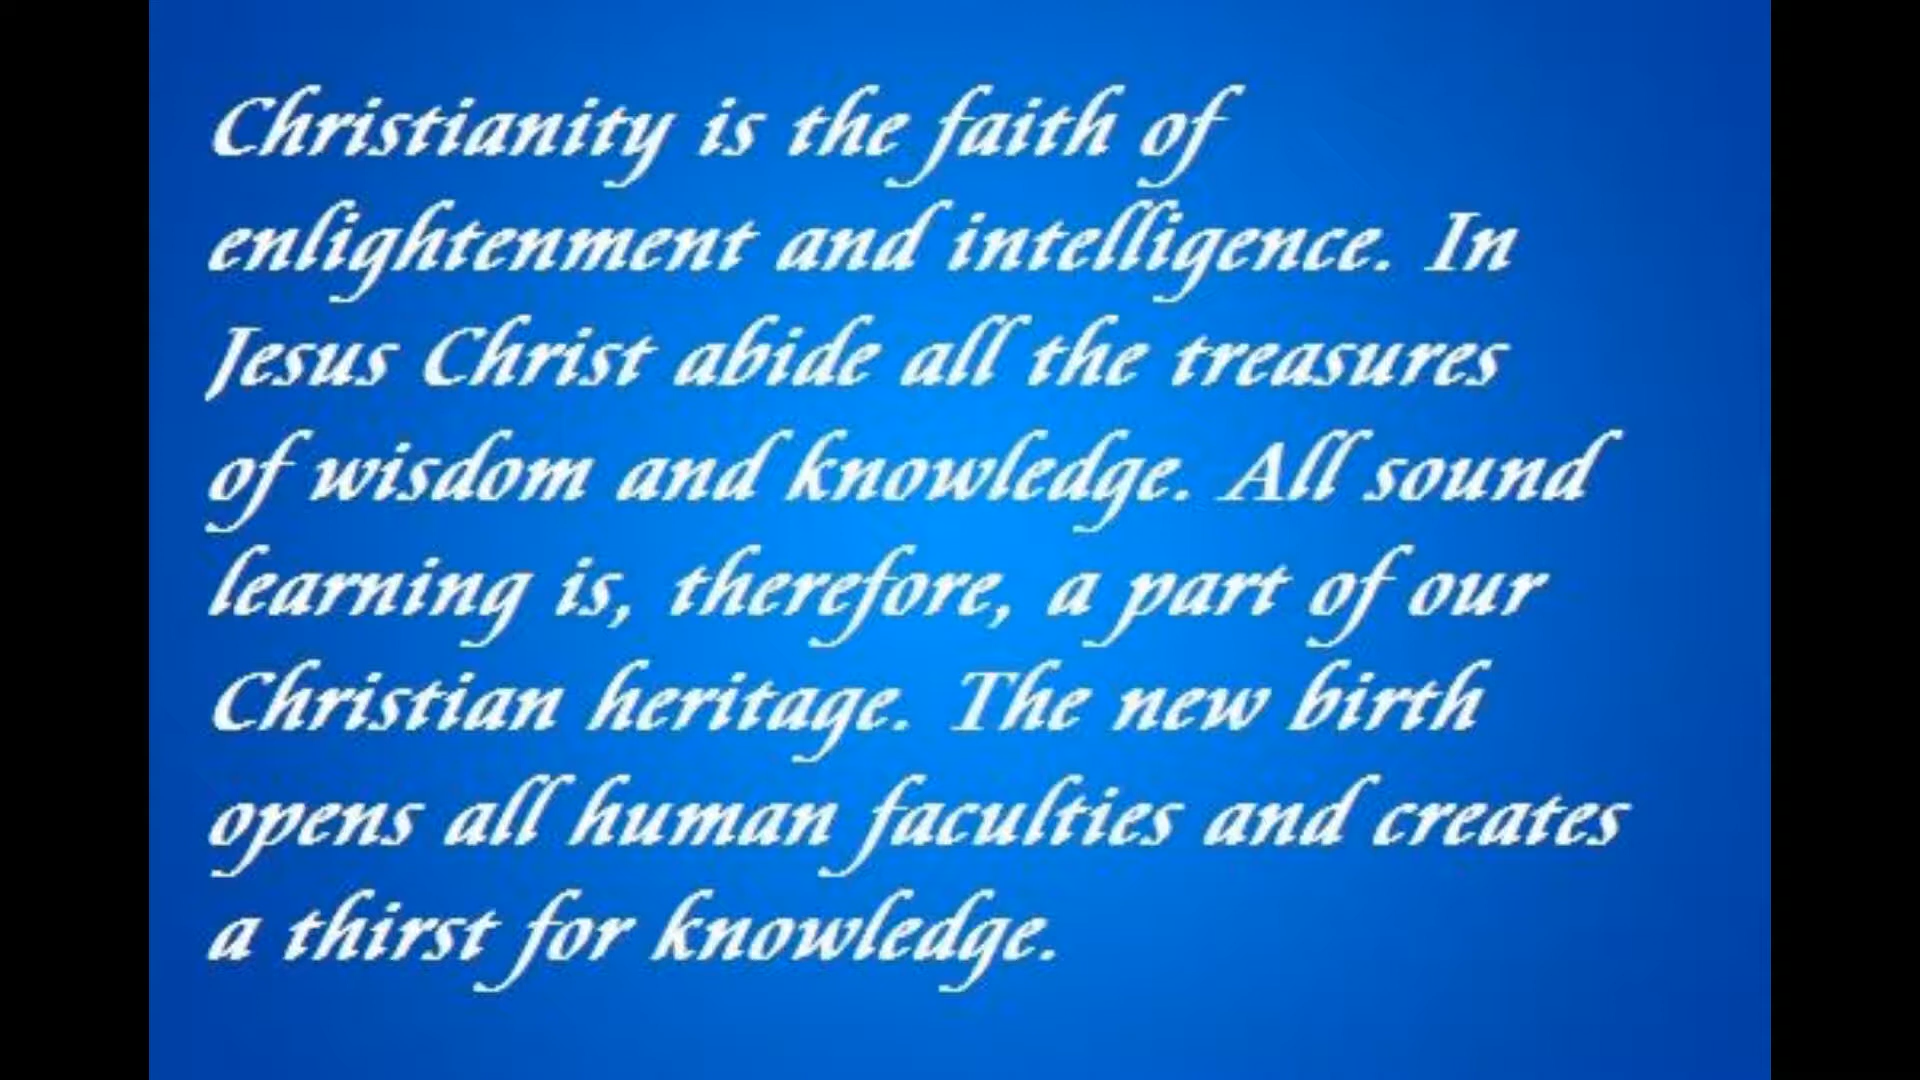 Christianity is the faith of
enlightenment and intelligence. In
Jesus Christ abide all the treasures
of wisdom and knowledge. All sound
learning is, therefore, a part of our
Christian heritage. The new birth
opens all human faculties and creates
a thirst for knowledge.